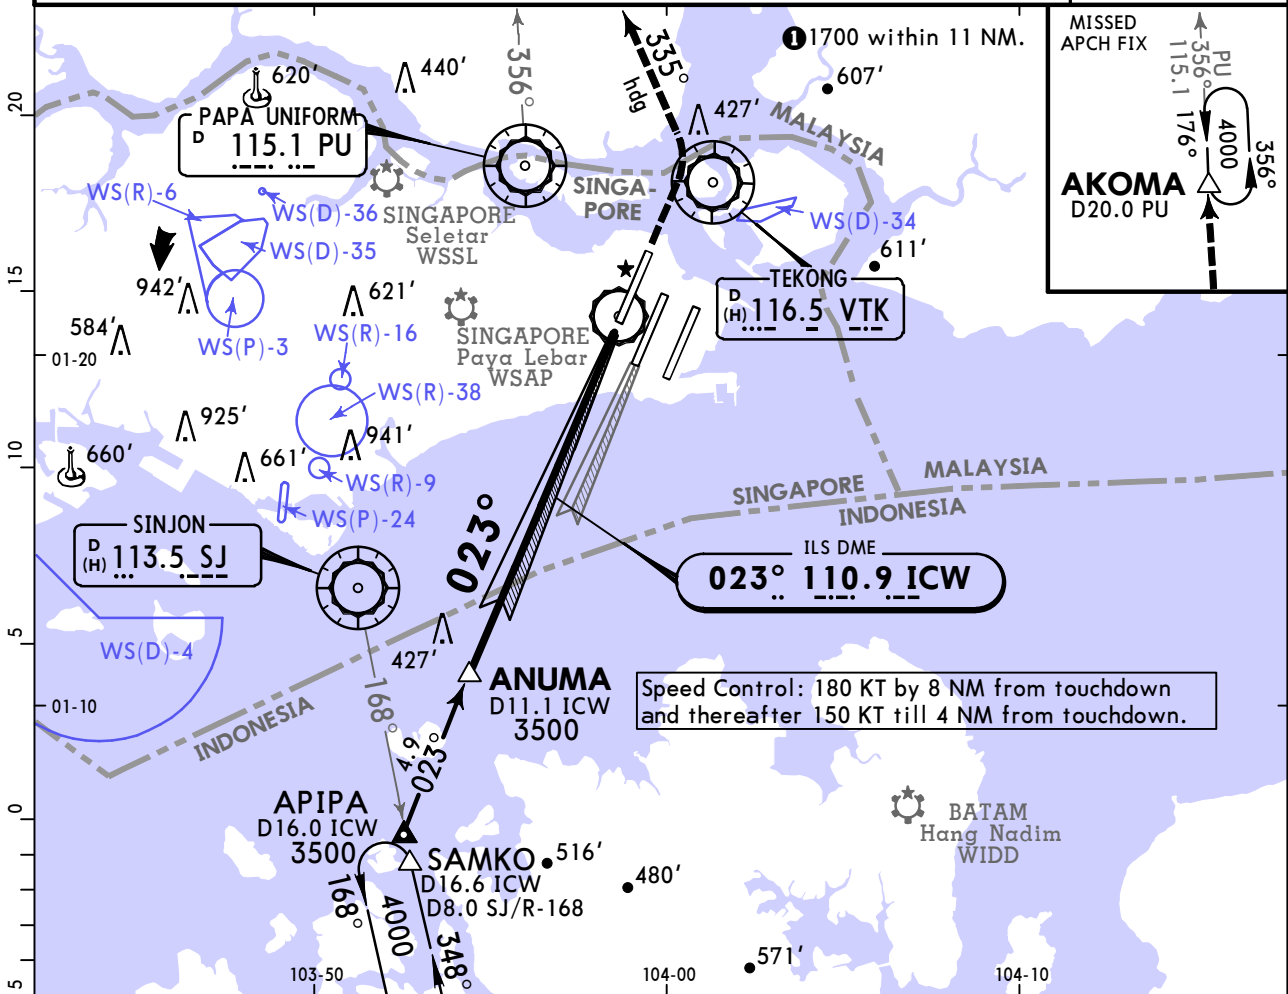 ❶1700 within 11 NM.
MISSED
APCH FIX
PU
115.1
356°
176°
4000
356°
AKOMA
D20.0 PU
356°
335°
hdg
607'
620'
440'
427'
MALAYSIA
20
PAPA UNIFORM
D 115.1 PU
WS(R)-6
WS(D)-36
SINGAPORE
Seletar
WSSL
SINGA-
PORE
WS(D)-34
WS(D)-35
611'
TEKONG
D
(H) 116.5 VTK
15
942'
621'
584'
WS(P)-3
WS(R)-16
SINGAPORE
Paya Lebar
WSAP
01-20
WS(R)-38
925'
941'
10
660'
661'
WS(R)-9
WS(P)-24
SINGAPORE
MALAYSIA
INDONESIA
SINJON
D
(H) 113.5 SJ
023°
ILS DME
023° 110.9 ICW
5
WS(D)-4
427'
168°
ANUMA
D11.1 ICW
3500
Speed Control: 180 KT by 8 NM from touchdown
and thereafter 150 KT till 4 NM from touchdown.
01-10
INDONESIA
4.9
023°
0
APIPA
D16.0 ICW
3500
SAMKO
D16.6 ICW
D8.0 SJ/R-168
516'
480'
BATAM
Hang Nadim
WIDD
168°
4000
348°
571'
5
103-50
104-00
104-10